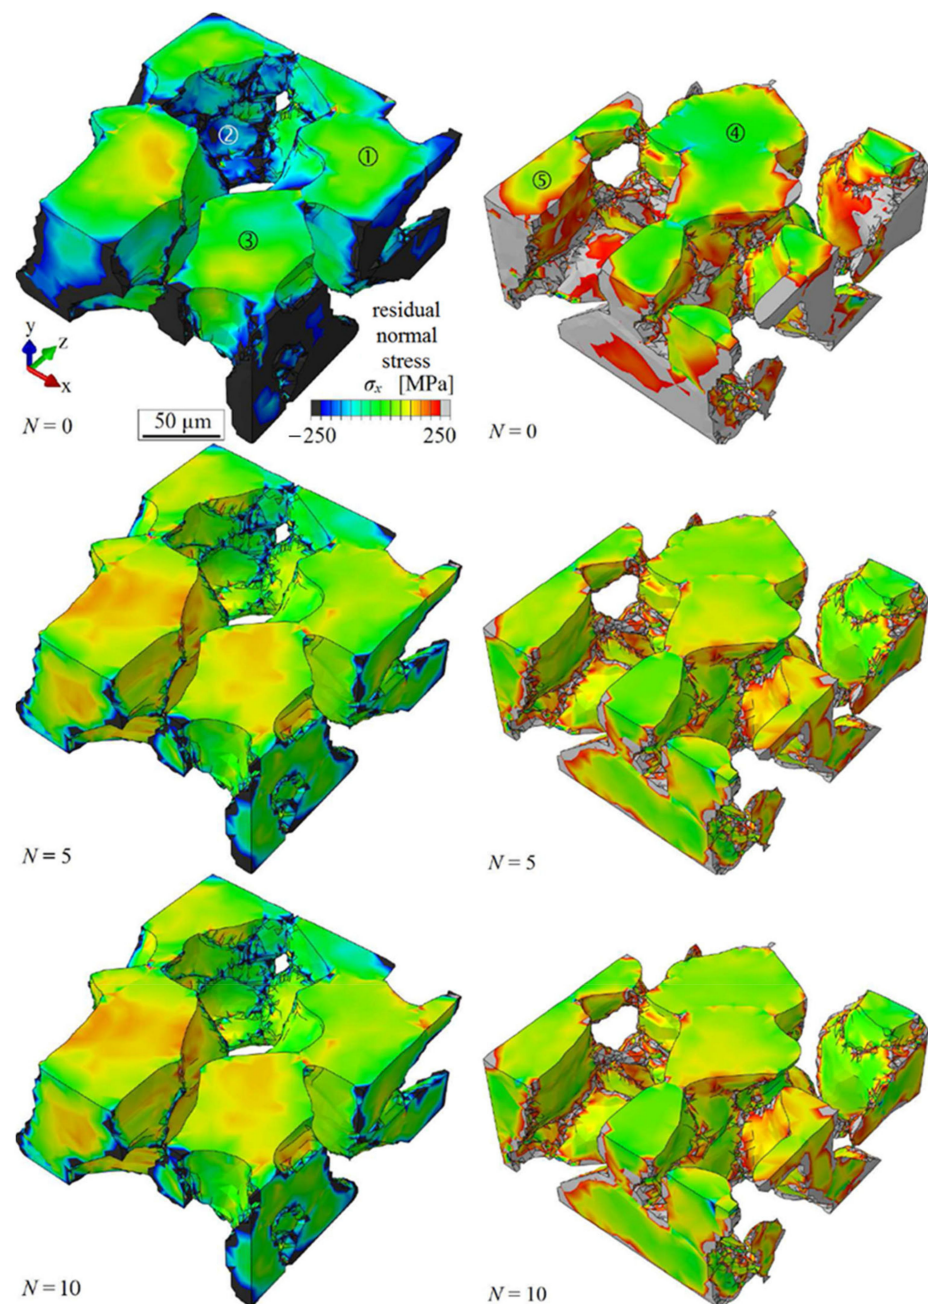 ②
①
④
⑤
③
residual
normal
stress
σx [MPa]
y
z
x
50 µm
−250 250
N = 0
N = 0
N = 5
N = 5
N = 10
N = 10